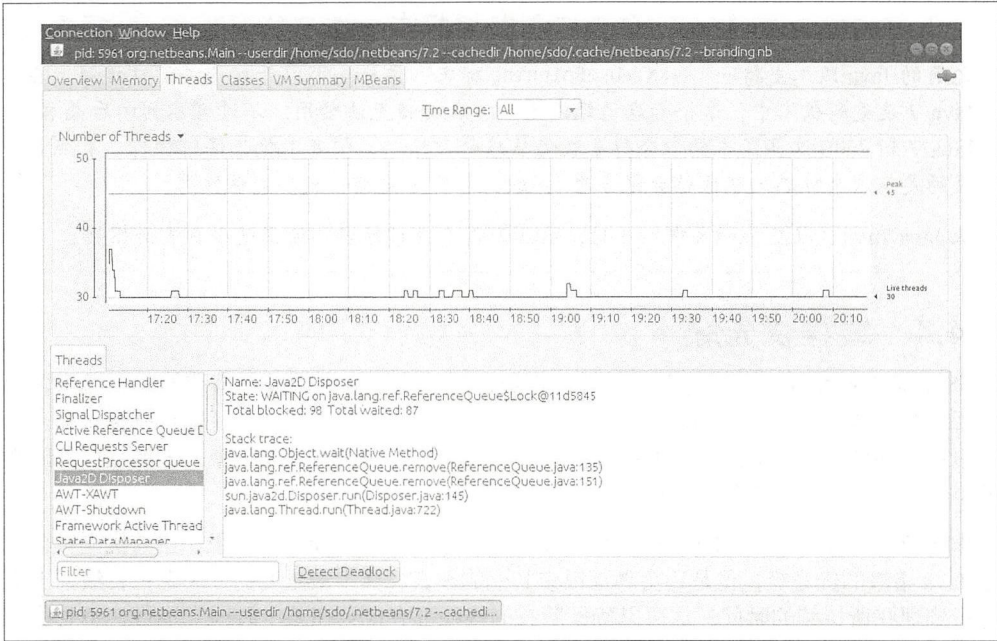 Connection Window Help
pid: 5961 org.netbeans.Main --userdir /home/sdo/.netbeans/7.2 --cachedir /home/sdo/.cache/netbeans/7.2 --branding nb
Overview Memory Threads Classes VM Summary MBeans
Time Range: All
Number of Threads
50
40
30
Peak
45
Live threads
30
17:20 17:30 17:40 17:50 18:00 18:10 18:20 18:30 18:40 18:50 19:00 19:10 19:20 19:30 19:40 19:50 20:00 20:10
Threads
Reference Handler
Finalizer
Signal Dispatcher
Active Reference Queue D
CLI Requests Server
RequestProcessor queue
Java2D Disposer
AWT-XAWT
AWT-Shutdown
Framework Active Thread
State Data Manager
Name: Java2D Disposer
State: WAITING on java.lang.ref.ReferenceQueue$Lock@11d5845
Total blocked: 98 Total waited: 87
Stack trace:
java.lang.Object.wait(Native Method)
java.lang.ref.ReferenceQueue.remove(ReferenceQueue.java:135)
java.lang.ref.ReferenceQueue.remove(ReferenceQueue.java:151)
sun.java2d.Disposer.run(Disposer.java:145)
java.lang.Thread.run(Thread.java:722)
Filter
Detect Deadlock
pid: 5961 org.netbeans.Main --userdir /home/sdo/.netbeans/7.2 --cachedi...